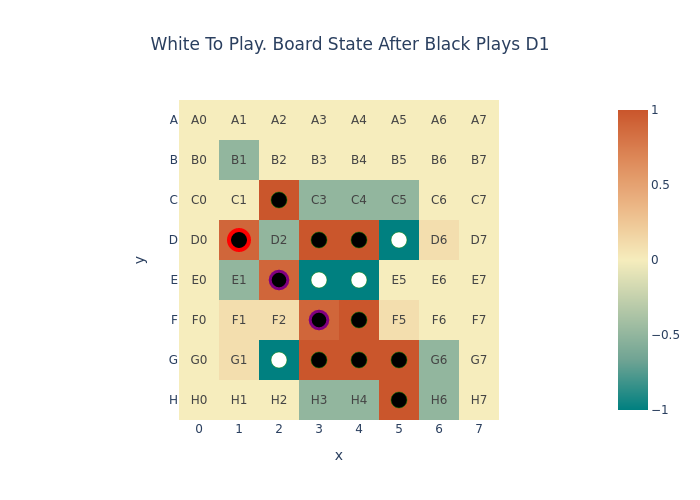 White To Play. Board State After Black Plays D1
A A0 A1 A2 A3 A4 A5 A6 A7 1
B B0 B1 B2 B3 B4 B5 B6 B7 0.5
C C0 C1 C3 C4 C5 C6 C7
D D0 D2 D6 D7 0
y
E E1 E0 E5 E6 E7
F F0 F1 F2 F5 F6 F7 −0.5
G G0 G1 G6 G7
H H0 H1 H2 H3 H4 H6 H7 −1
0 1 2 3 4 5 6 7
x